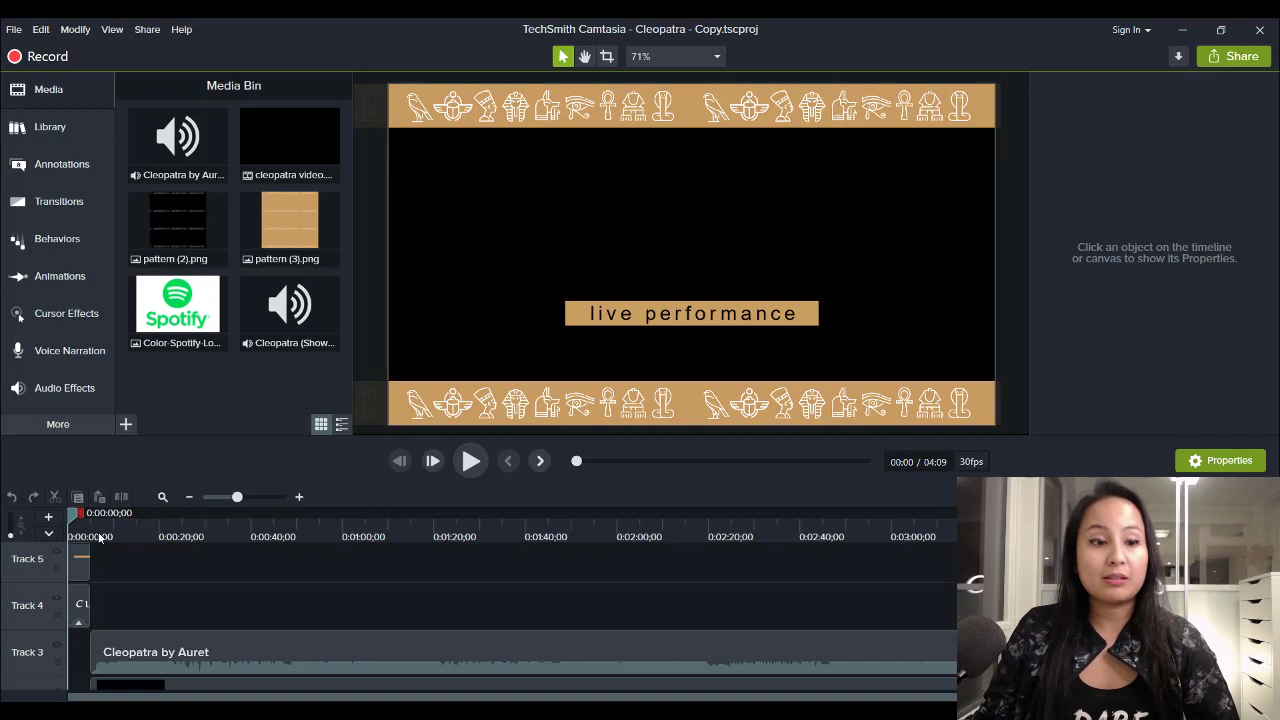 File Edit Modify View Share Help
TechSmith Camtasia - Cleopatra - Copy.tscproj
Sign In
Record
71%
Share
Media
Library
Annotations
Transitions
Behaviors
Animations
Cursor Effects
Voice Narration
Audio Effects
More
Media Bin
Cleopatra by Aur...
cleopatra video....
pattern (2).png
pattern (3).png
Spotify
Color-Spotify-Lo...
Cleopatra (Show...
live performance
Click an object on the timeline
or canvas to show its Properties.
00:00 / 04:09
30fps
Properties
0:00:00;00
0:00:00;00 0:00:20;00 0:00:40;00 0:01:00;00 0:01:20;00 0:01:40;00 0:02:00;00 0:02:20;00 0:02:40;00 0:03:00;00
Track 5
Track 4
Track 3
Cleopatra by Auret